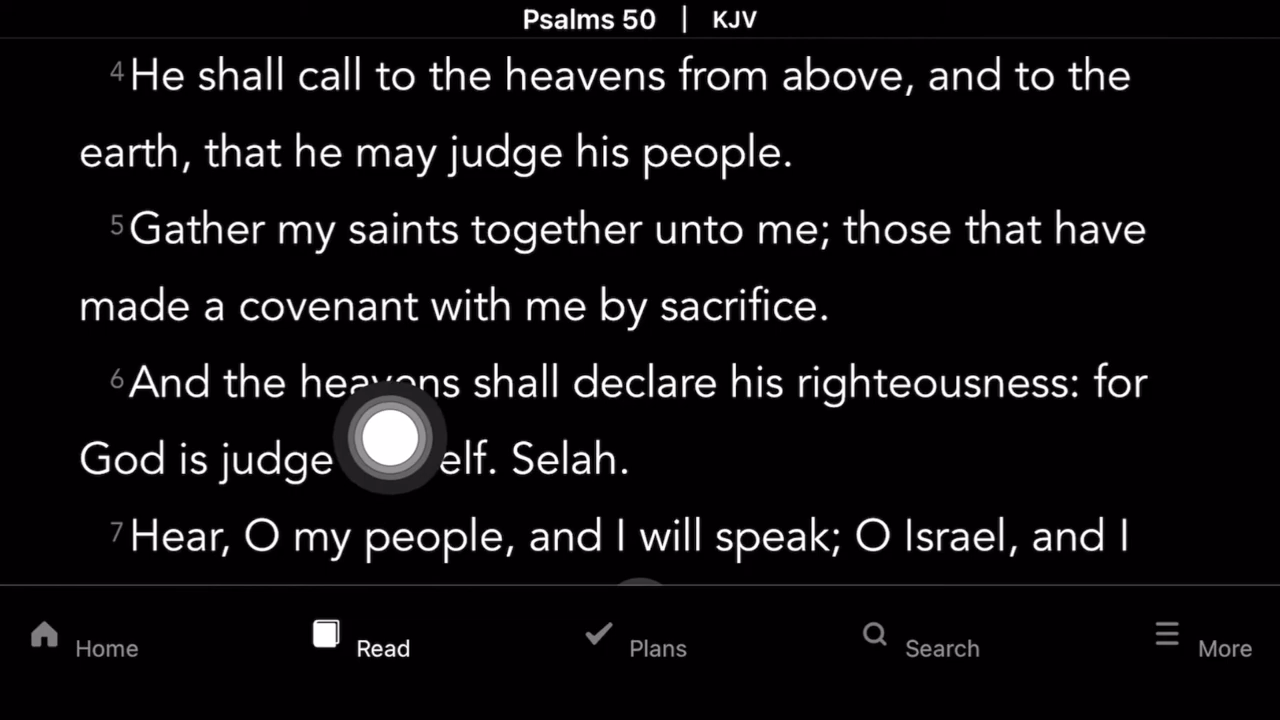 Psalms 50 | KJV
4 He shall call to the heavens from above, and to the
earth, that he may judge his people.
5 Gather my saints together unto me; those that have
made a covenant with me by sacrifice.
6 And the heavens shall declare his righteousness: for
God is judge elf. Selah.
7 Hear, O my people, and I will speak; O Israel, and I
Home Read Plans Search More